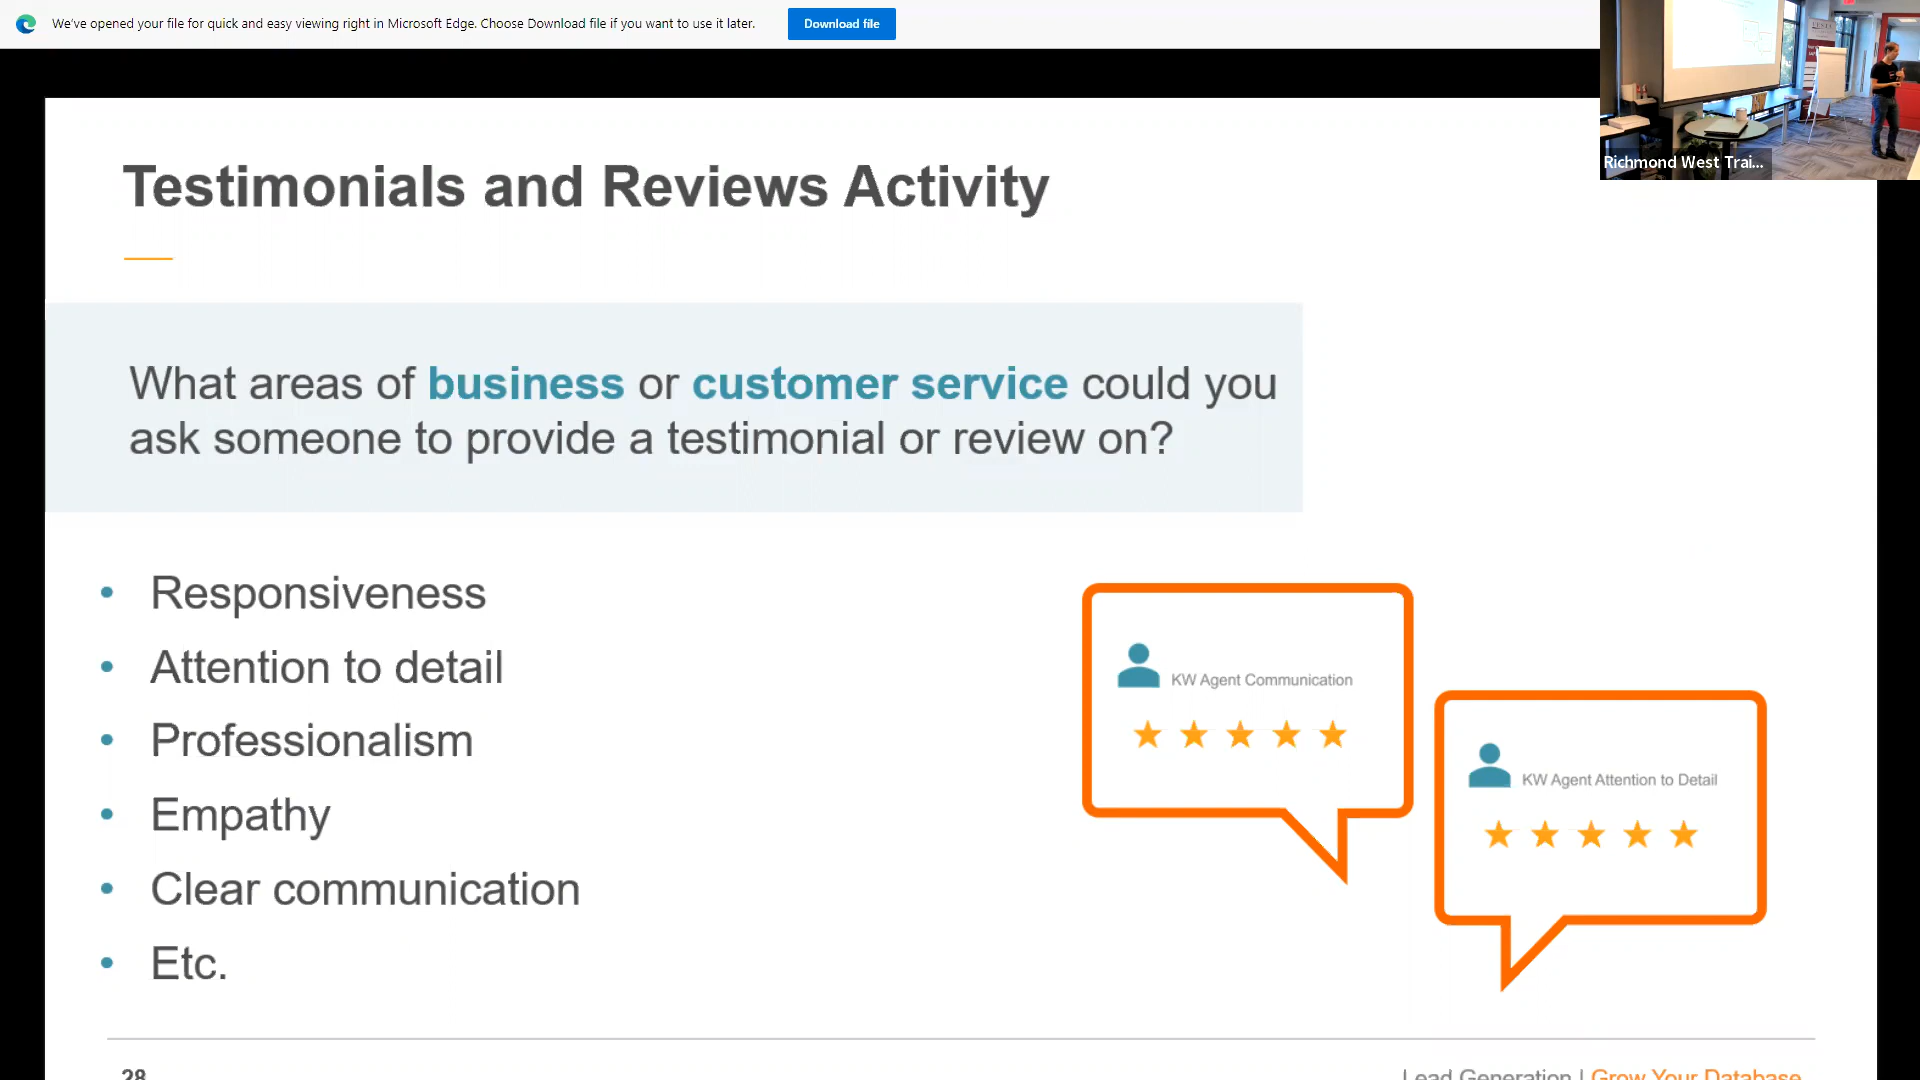 We've opened your file for quick and easy viewing right in Microsoft Edge. Choose Download file if you want to use it later.
Download file
Richmond West Trai...
Testimonials and Reviews Activity
What areas of business or customer service could you
ask someone to provide a testimonial or review on?
• Responsiveness
• Attention to detail
• Professionalism
• Empathy
• Clear communication
• Etc.
KW Agent Communication
KW Agent Attention to Detail
28
Lead Generation | Grow Your Database